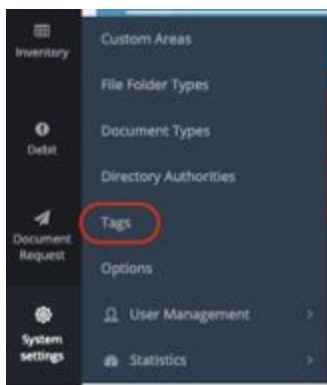 Inventory
Debit
Document
Request
System
settings
Custom Areas
File Folder Types
Document Types
Directory Authorities
Tags
Options
User Management
Statistics